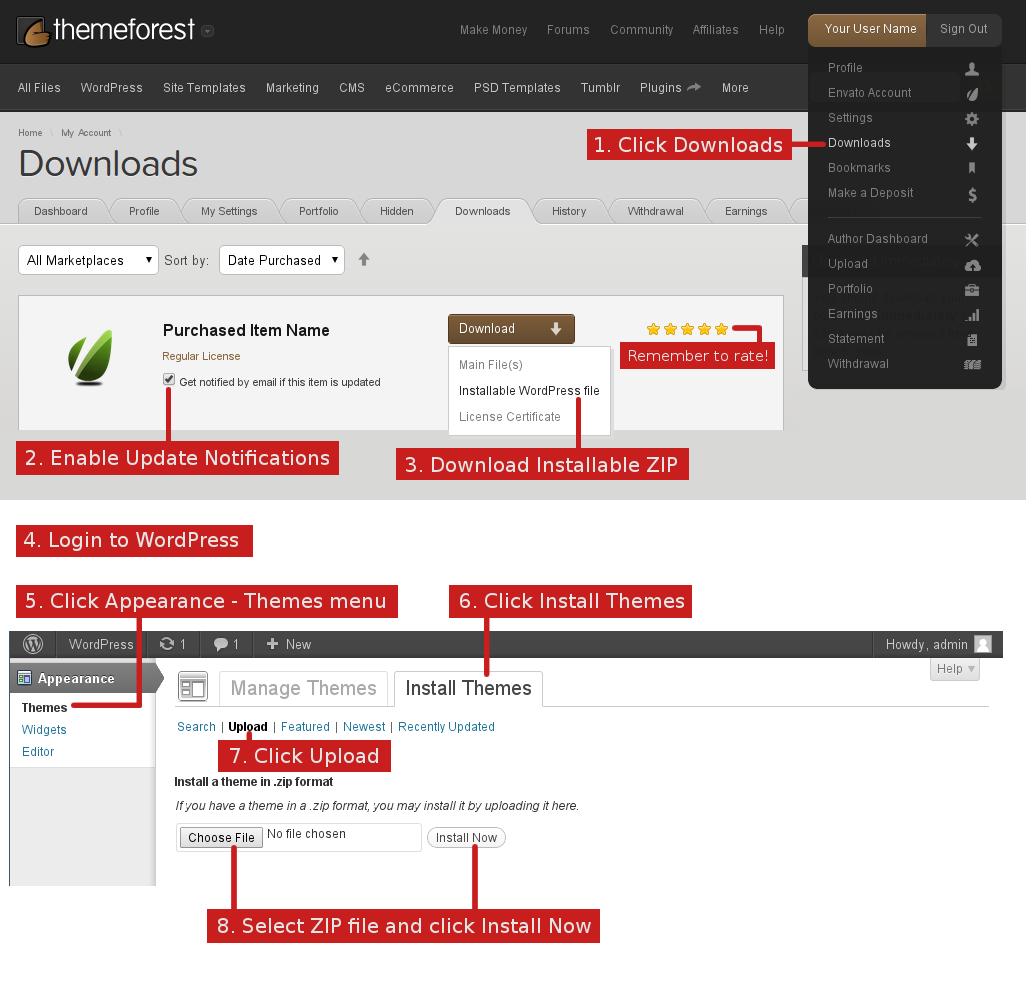 themeforest
Make Money Forums Community Affiliates Help
Your User Name Sign Out
All Files WordPress Site Templates Marketing CMS eCommerce PSD Templates Tumblr Plugins More
Profile
Envato Account
Settings
Downloads
Bookmarks
Make a Deposit
Author Dashboard
Upload
Portfolio
Earnings
Statement
Withdrawal
Home \ My Account \
Downloads
1. Click Downloads
Dashboard Profile My Settings Portfolio Hidden Downloads History Withdrawal Earnings
All Marketplaces Sort by: Date Purchased
Purchased Item Name
Regular License
Get notified by email if this item is updated
Download
Main File(s)
Installable WordPress file
License Certificate
Remember to rate!
2. Enable Update Notifications
3. Download Installable ZIP
4. Login to WordPress
5. Click Appearance - Themes menu
6. Click Install Themes
WordPress 1 1 New Howdy, admin
Help
Appearance
Themes
Widgets
Editor
Manage Themes Install Themes
Search | Upload | Featured | Newest | Recently Updated
7. Click Upload
Install a theme in .zip format
If you have a theme in a .zip format, you may install it by uploading it here.
Choose File No file chosen Install Now
8. Select ZIP file and click Install Now